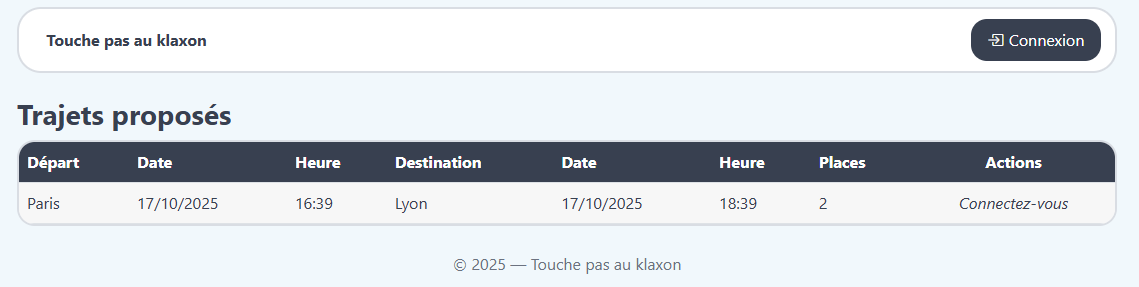 Touche pas au klaxon Connexion
Trajets proposés
Départ Date Heure Destination Date Heure Places Actions
Paris 17/10/2025 16:39 Lyon 17/10/2025 18:39 2 Connectez-vous
© 2025 — Touche pas au klaxon